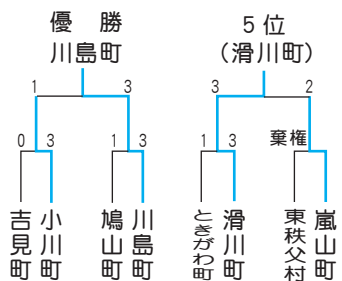 優勝
川島町
1 3
0 3 1 3
吉見町
小川町
鳩山町
川島町
5位
(滑川町)
3 2
1 3 棄権
ときがわ町
滑川町
東秩父村
嵐山町